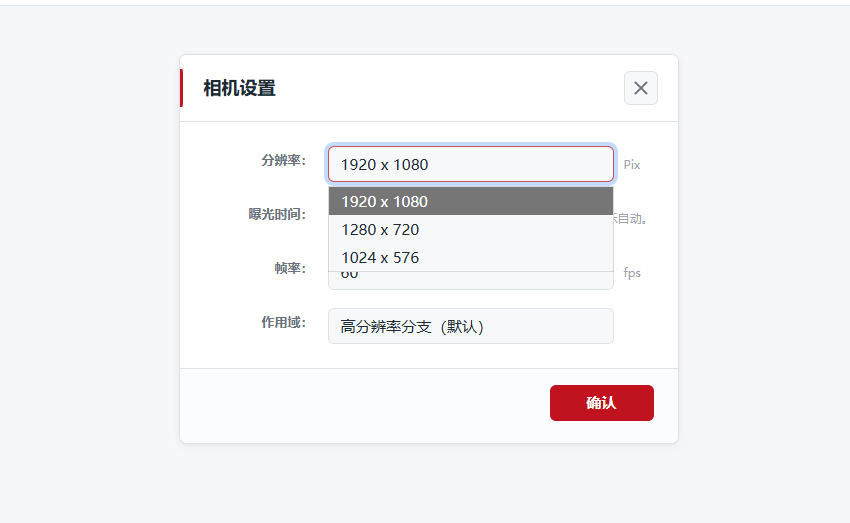 相机设置
分辨率：
1920 x 1080
Pix
1920 x 1080
曝光时间：
自动。
1280 x 720
1024 x 576
帧率：
60
fps
作用域：
高分辨率分支（默认）
确认